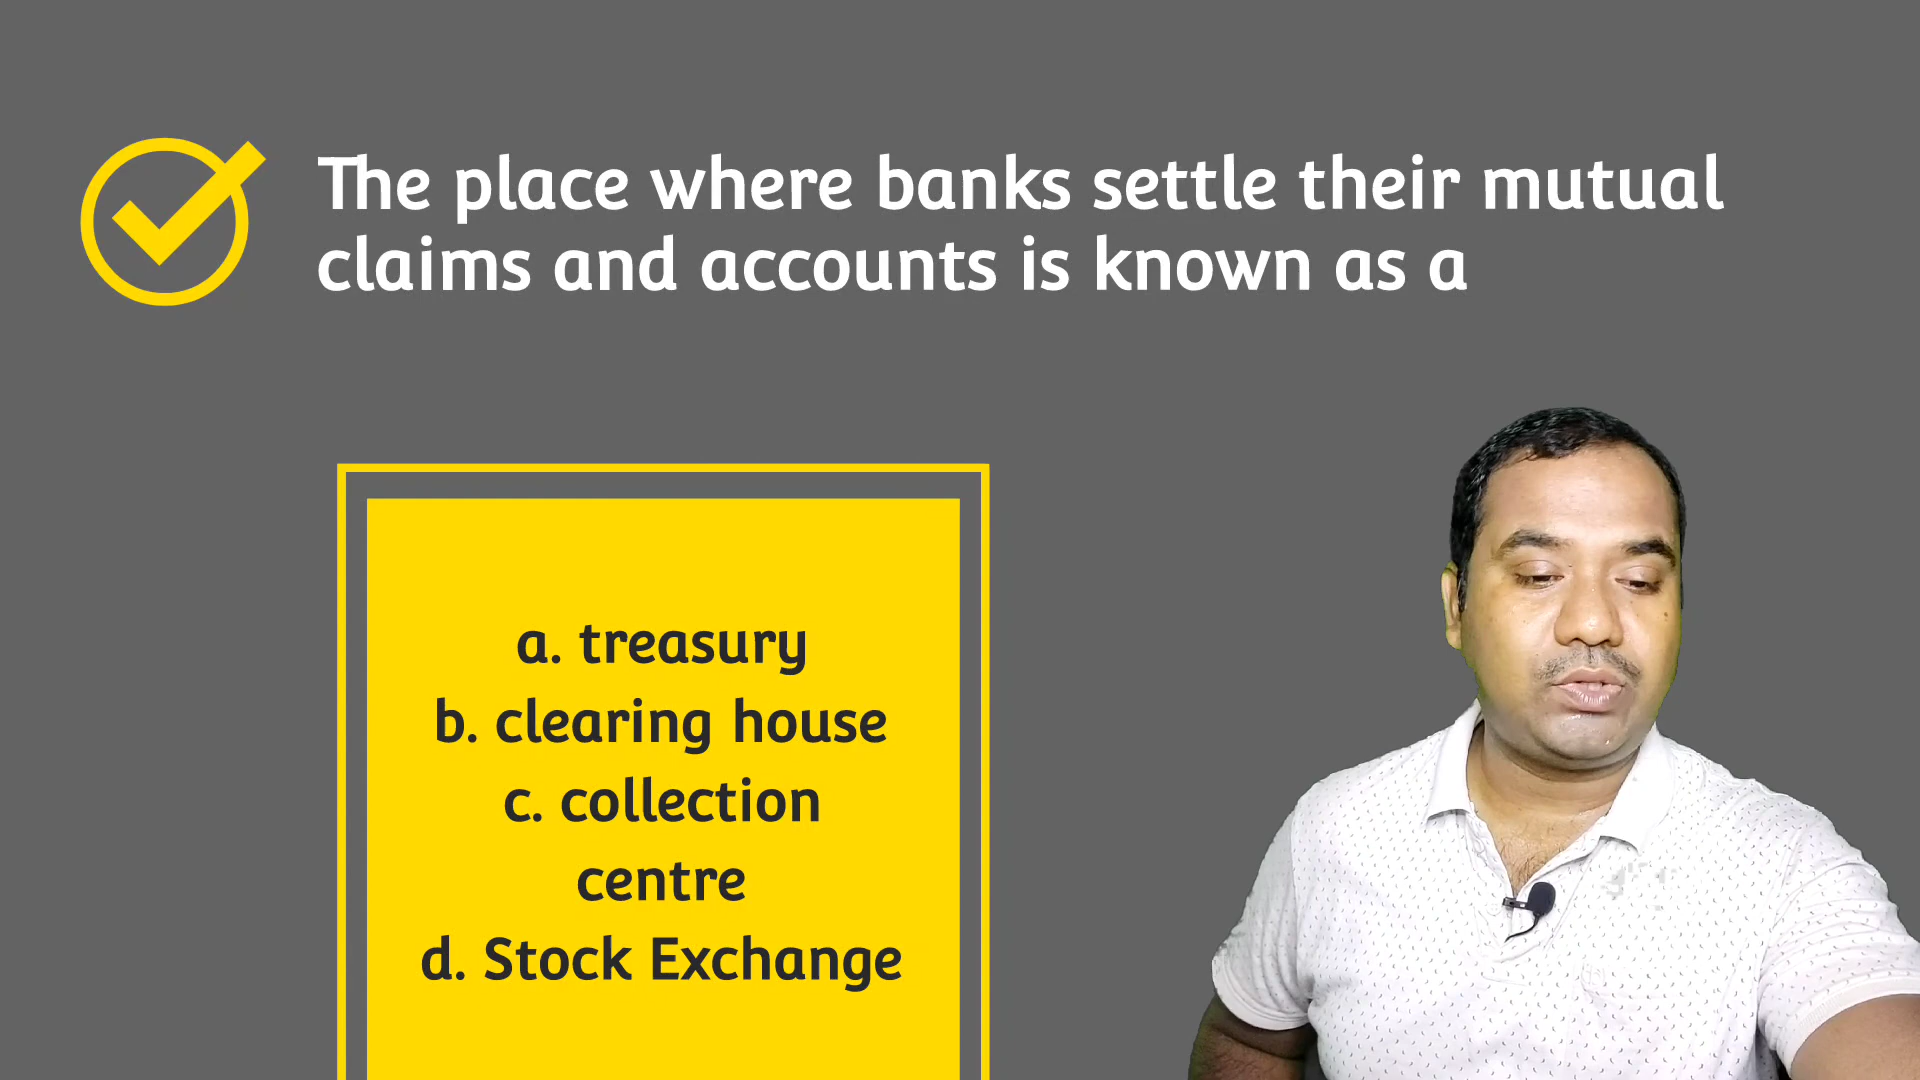 The place where banks settle their mutual
claims and accounts is known as a
a. treasury
b. clearing house
c. collection
centre
d. Stock Exchange